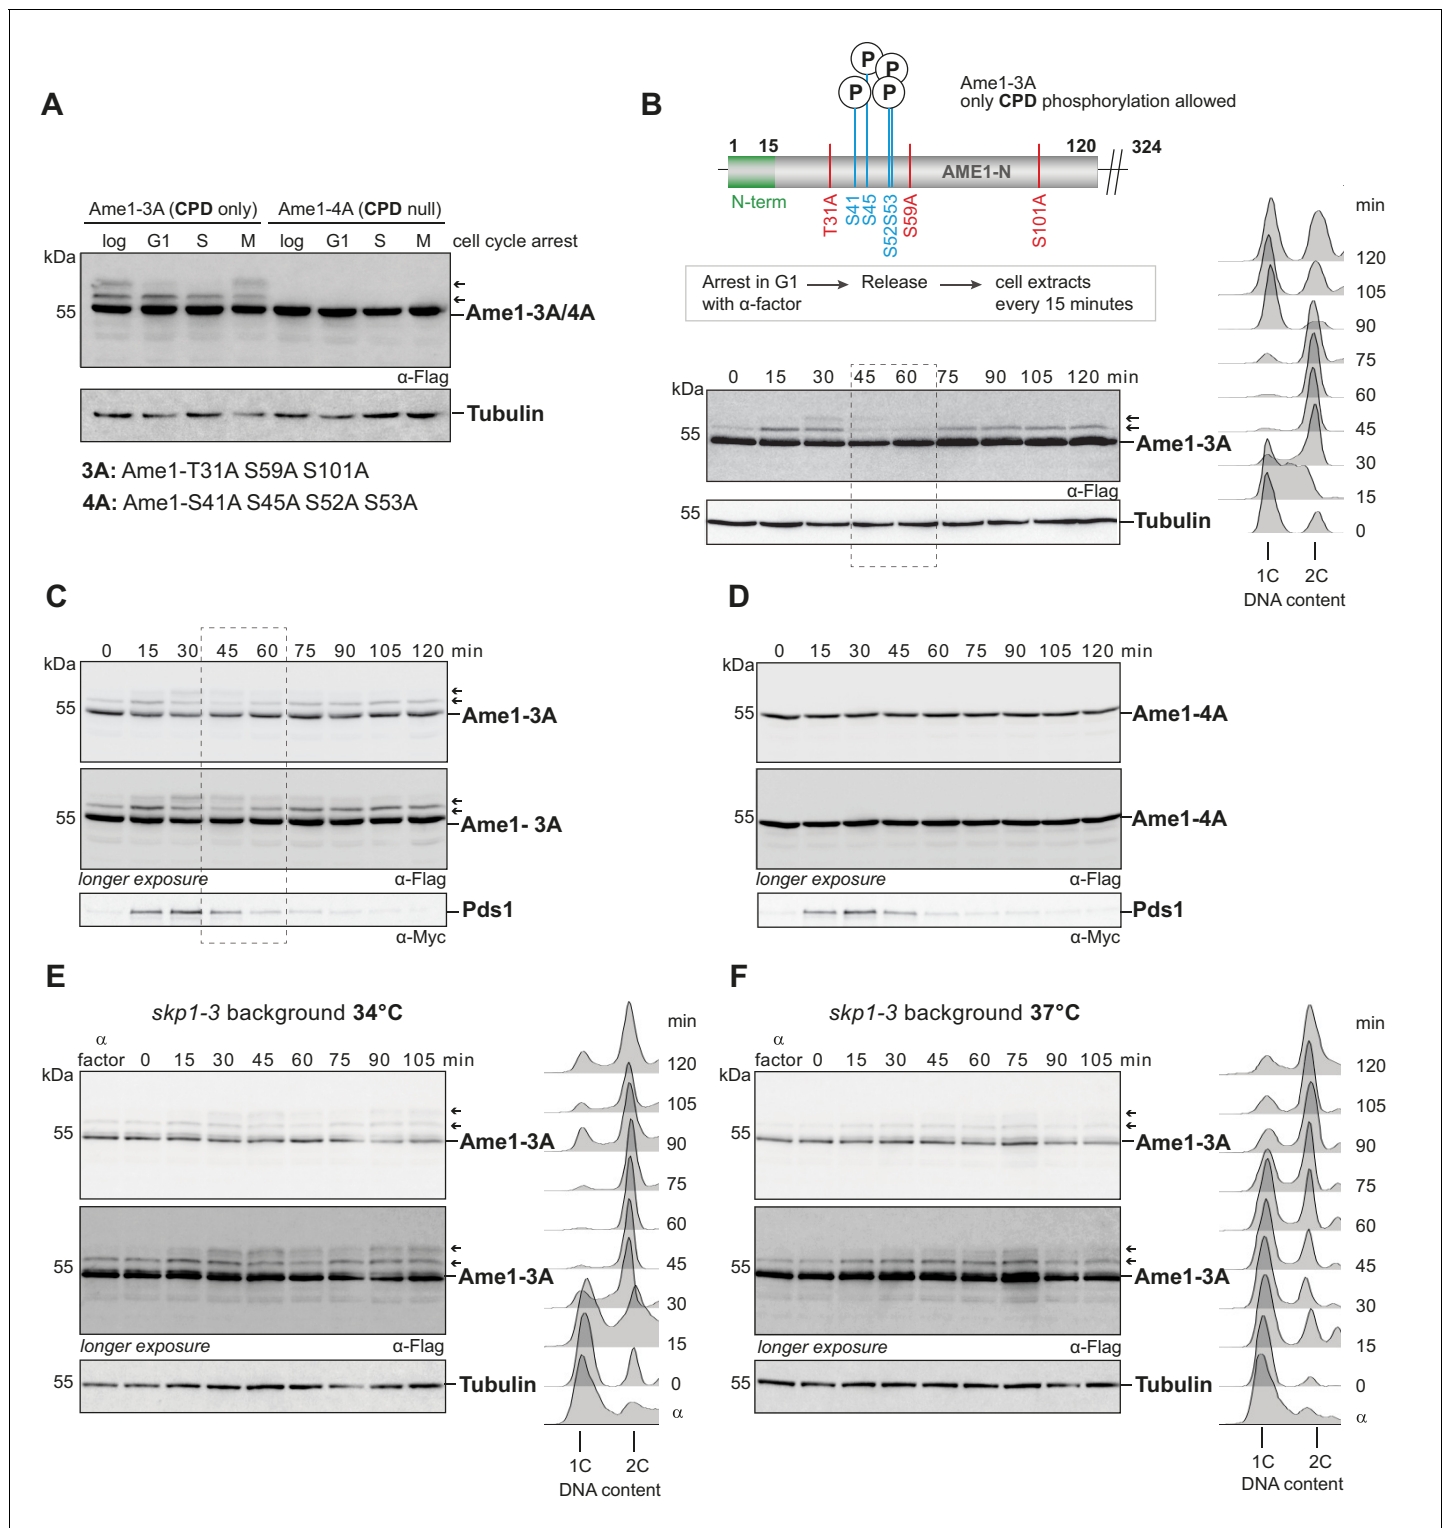 A
Ame1-3A (CPD only) Ame1-4A (CPD null)
log G1 S M log G1 S M cell cycle arrest
kDa
55
Ame1-3A/4A
α-Flag
Tubulin
3A: Ame1-T31A S59A S101A
4A: Ame1-S41A S45A S52A S53A
B
P P P P
Ame1-3A
only CPD phosphorylation allowed
1 15 120 324
AME1-N
N-term
T31A
S41
S45
S52S53
S59A
S101A
Arrest in G1 Release cell extracts
with α-factor every 15 minutes
0 15 30 45 60 75 90 105 120 min
kDa
55
Ame1-3A
α-Flag
55
Tubulin
min
120
105
90
75
60
45
30
15
0
1C 2C
DNA content
C
0 15 30 45 60 75 90 105 120 min
kDa
55
Ame1-3A
55
Ame1- 3A
longer exposure α-Flag
Pds1
α-Myc
D
0 15 30 45 60 75 90 105 120 min
kDa
55
Ame1-4A
55
Ame1-4A
longer exposure α-Flag
Pds1
α-Myc
E
skp1-3 background 34°C
α
factor 0 15 30 45 60 75 90 105 min
kDa
55
Ame1-3A
55
Ame1-3A
longer exposure α-Flag
55
Tubulin
min
120
105
90
75
60
45
30
15
0
α
1C 2C
DNA content
F
skp1-3 background 37°C
α
factor 0 15 30 45 60 75 90 105 min
kDa
55
Ame1-3A
55
Ame1-3A
longer exposure α-Flag
55
Tubulin
min
120
105
90
75
60
45
30
15
0
α
1C 2C
DNA content